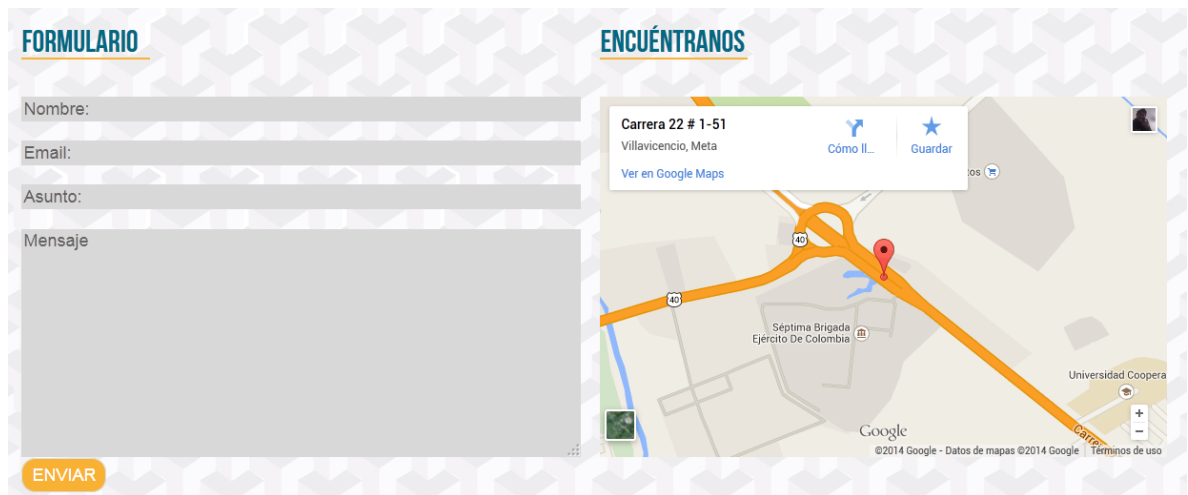 FORMULARIO
Nombre:
Email:
Asunto:
Mensaje
ENVIAR
ENCUÉNTRANOS
Carrera 22 # 1-51
Villavicencio, Meta
Ver en Google Maps
Cómo ll...
Guardar
tos
40
40
Séptima Brigada
Ejército De Colombia
Universidad Coopera
Carre
+
−
Google
©2014 Google - Datos de mapas ©2014 Google
Términos de uso